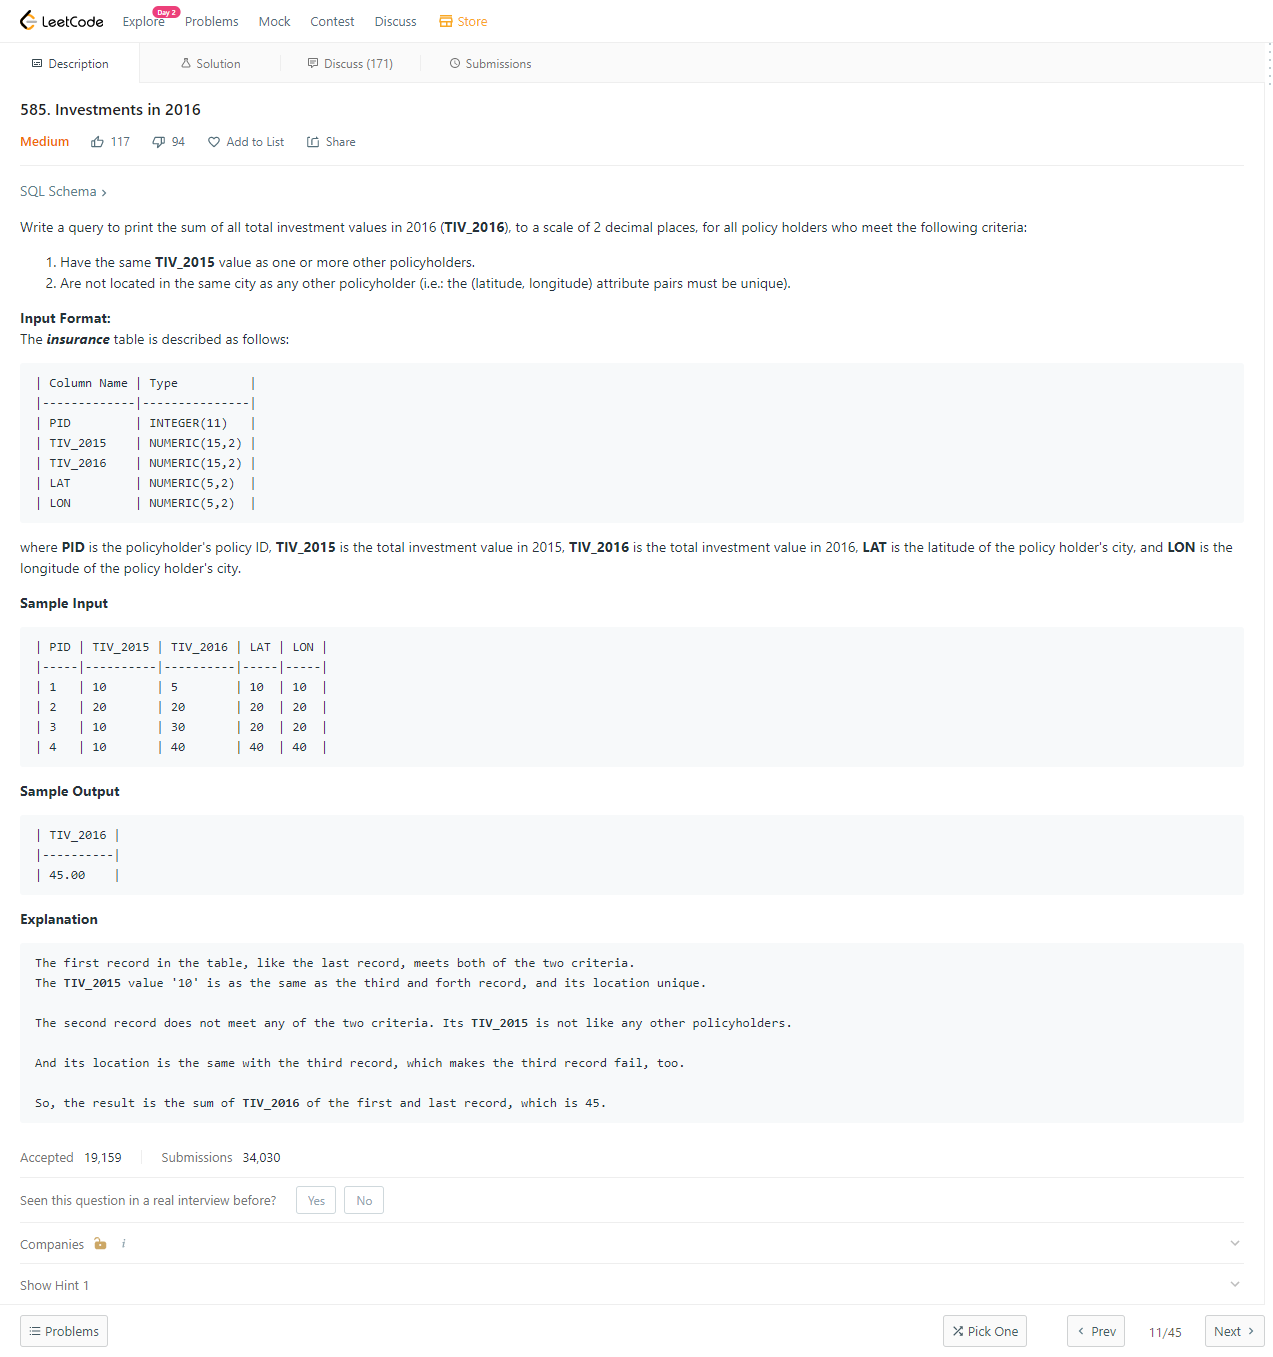 LeetCode Explore Day 2 Problems Mock Contest Discuss Store
Description Solution Discuss (171) Submissions
585. Investments in 2016
Medium 117 94 Add to List Share
SQL Schema >
Write a query to print the sum of all total investment values in 2016 (TIV_2016), to a scale of 2 decimal places, for all policy holders who meet the following criteria:
1. Have the same TIV_2015 value as one or more other policyholders.
2. Are not located in the same city as any other policyholder (i.e.: the (latitude, longitude) attribute pairs must be unique).
Input Format:
The insurance table is described as follows:
| Column Name | Type          |
|-------------|---------------|
| PID         | INTEGER(11)   |
| TIV_2015    | NUMERIC(15,2) |
| TIV_2016    | NUMERIC(15,2) |
| LAT         | NUMERIC(5,2)  |
| LON         | NUMERIC(5,2)  |
where PID is the policyholder's policy ID, TIV_2015 is the total investment value in 2015, TIV_2016 is the total investment value in 2016, LAT is the latitude of the policy holder's city, and LON is the
longitude of the policy holder's city.
Sample Input
| PID | TIV_2015 | TIV_2016 | LAT | LON |
|-----|----------|----------|-----|-----|
| 1   | 10       | 5        | 10  | 10  |
| 2   | 20       | 20       | 20  | 20  |
| 3   | 10       | 30       | 20  | 20  |
| 4   | 10       | 40       | 40  | 40  |
Sample Output
| TIV_2016 |
|----------|
| 45.00    |
Explanation
The first record in the table, like the last record, meets both of the two criteria.
The TIV_2015 value '10' is as the same as the third and forth record, and its location unique.
The second record does not meet any of the two criteria. Its TIV_2015 is not like any other policyholders.
And its location is the same with the third record, which makes the third record fail, too.
So, the result is the sum of TIV_2016 of the first and last record, which is 45.
Accepted 19,159 Submissions 34,030
Seen this question in a real interview before? Yes No
Companies i
Show Hint 1
Problems Pick One < Prev 11/45 Next >